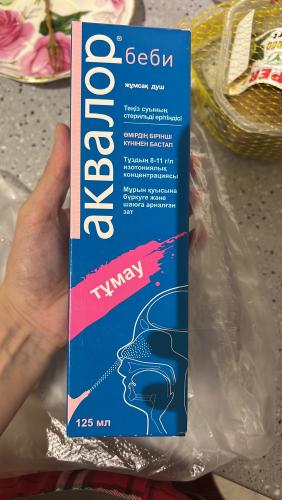 аквалор®
беби
жұмсақ душ
Теңіз суының
стерильді ерітіндісі
ӨМІРДІҢ БІРІНШІ
КҮНІНЕН БАСТАП
Тұздың 8-11 г/л
изотониялық
концентрациясы
Мұрын қуысына
бүркуге және
шаюға арналған
зат
тұмау
125 мл